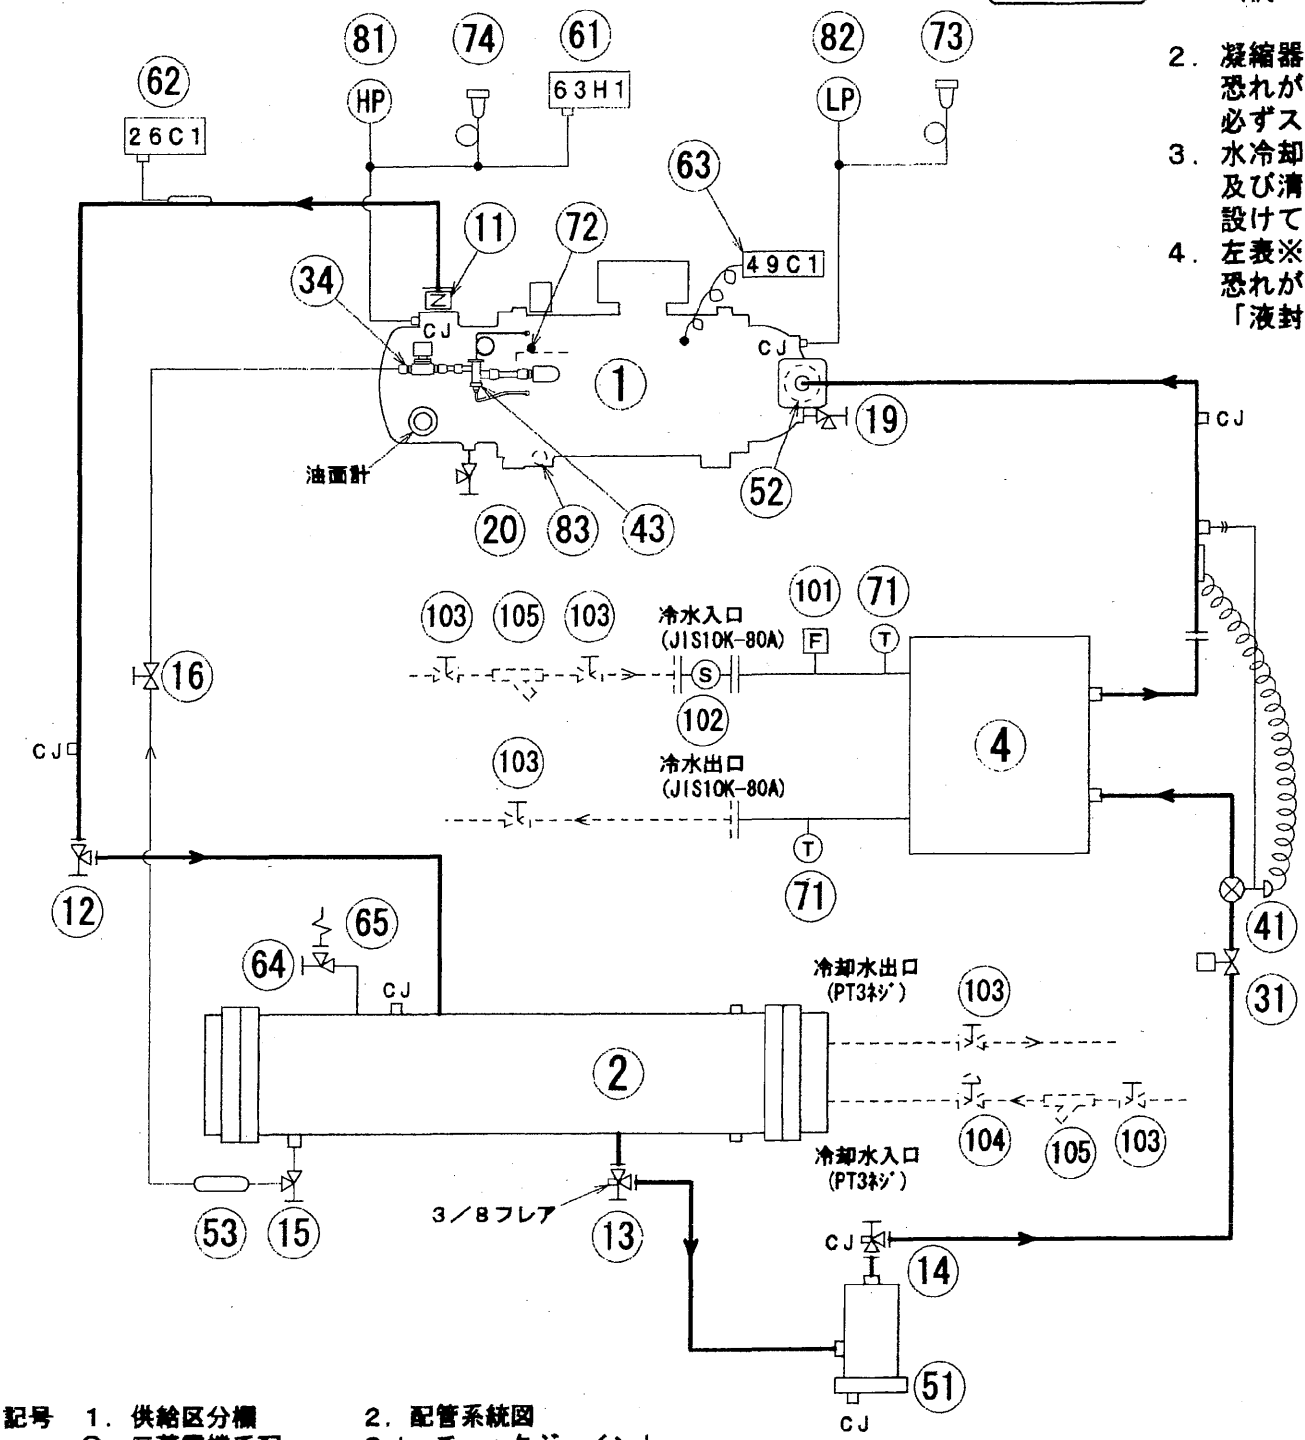 81
74
61
82
73
62
HP
63H1
LP
26C1
2. 凝縮器
恐れが
必ずス
3. 水冷却
及び清
設けて
4. 左表※
恐れが
「液封
63
11
72
49C1
34
Z
CJ
CJ
1
19
CJ
油面計
52
20
83
43
101
71
103
105
103
冷水入口
(JIS10K-80A)
F
T
16
S
102
4
CJ
103
冷水出口
(JIS10K-80A)
T
71
12
65
41
64
CJ
冷却水出口
(PT3ネジ)
103
31
2
104
105
103
冷却水入口
(PT3ネジ)
3/8フレア
53
15
13
CJ
14
51
CJ
記号 1. 供給区分欄 2. 配管系統図